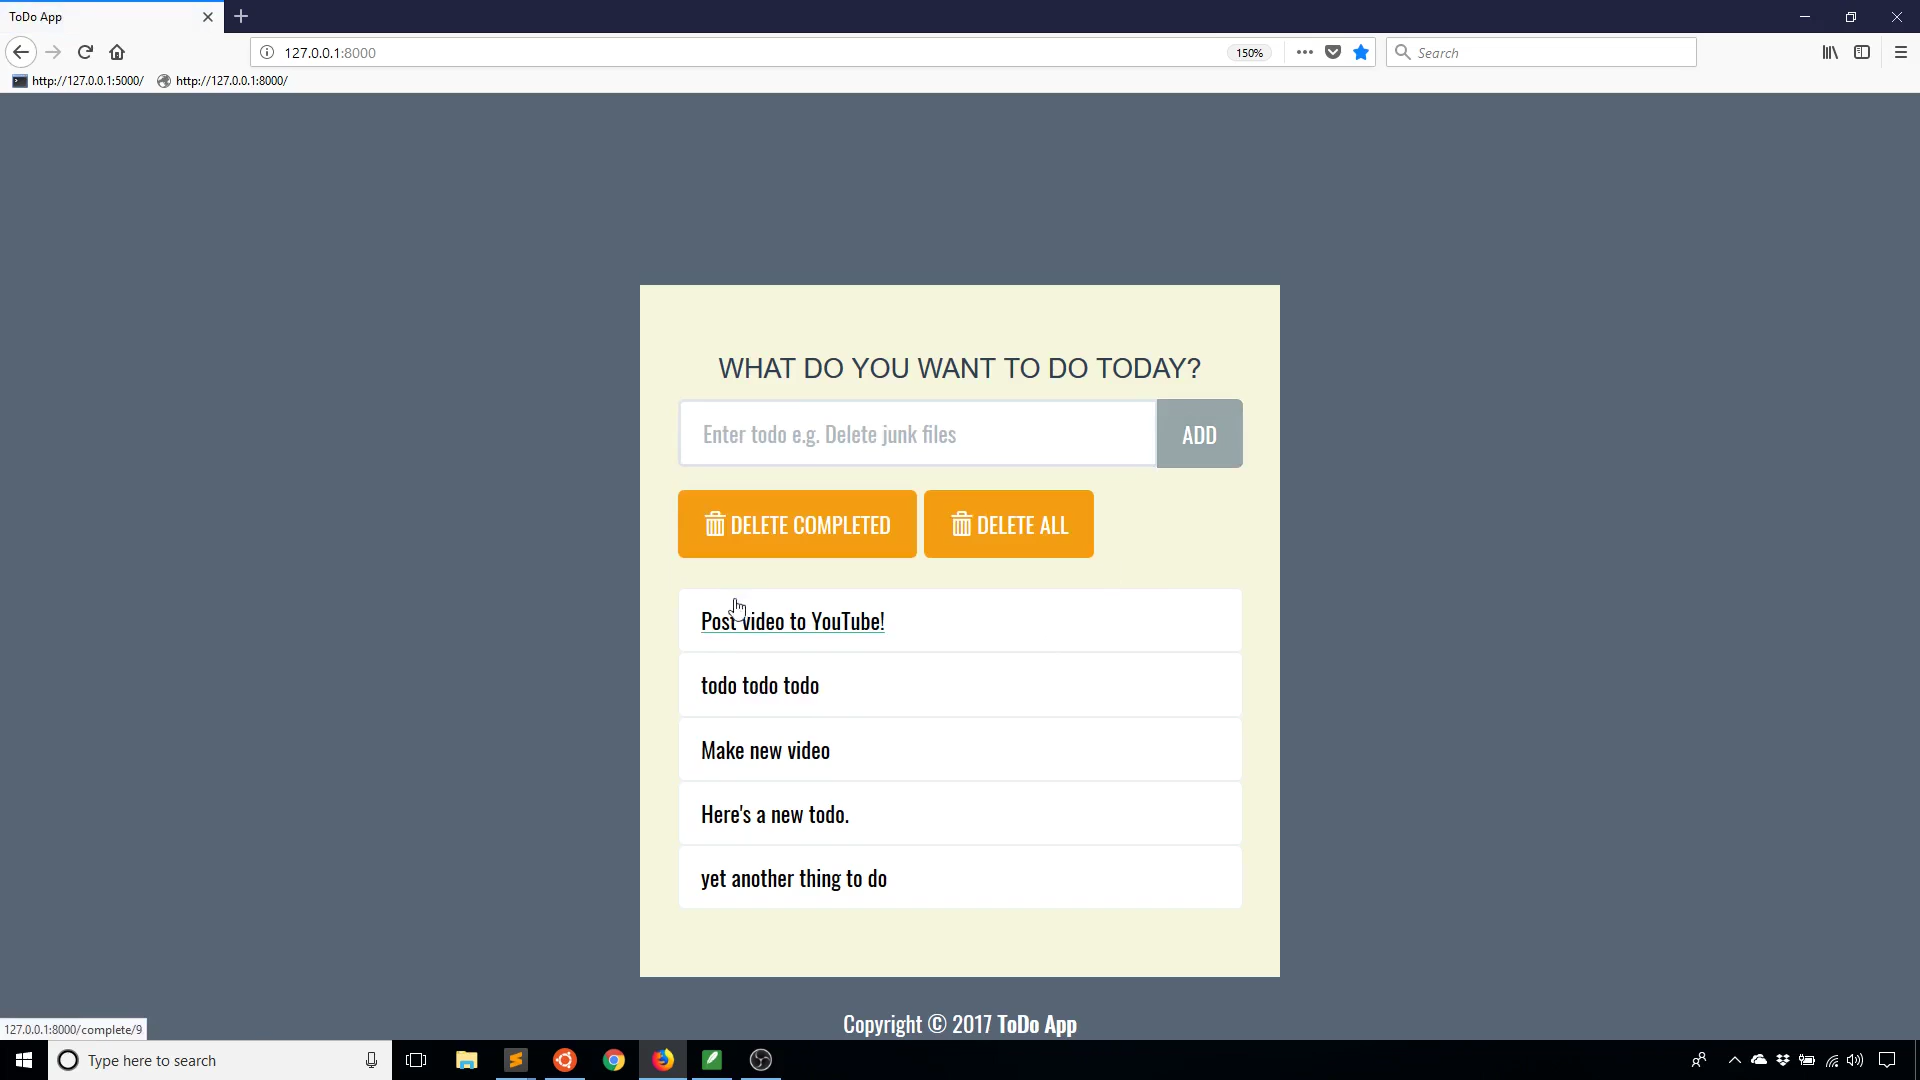 ToDo App
127.0.0.1:8000
150%
Search
http://127.0.0.1:5000/ http://127.0.0.1:8000/
WHAT DO YOU WANT TO DO TODAY?
Enter todo e.g. Delete junk files ADD
DELETE COMPLETED DELETE ALL
Post video to YouTube!
todo todo todo
Make new video
Here's a new todo.
yet another thing to do
Copyright © 2017 ToDo App
127.0.0.1:8000/complete/9
Type here to search